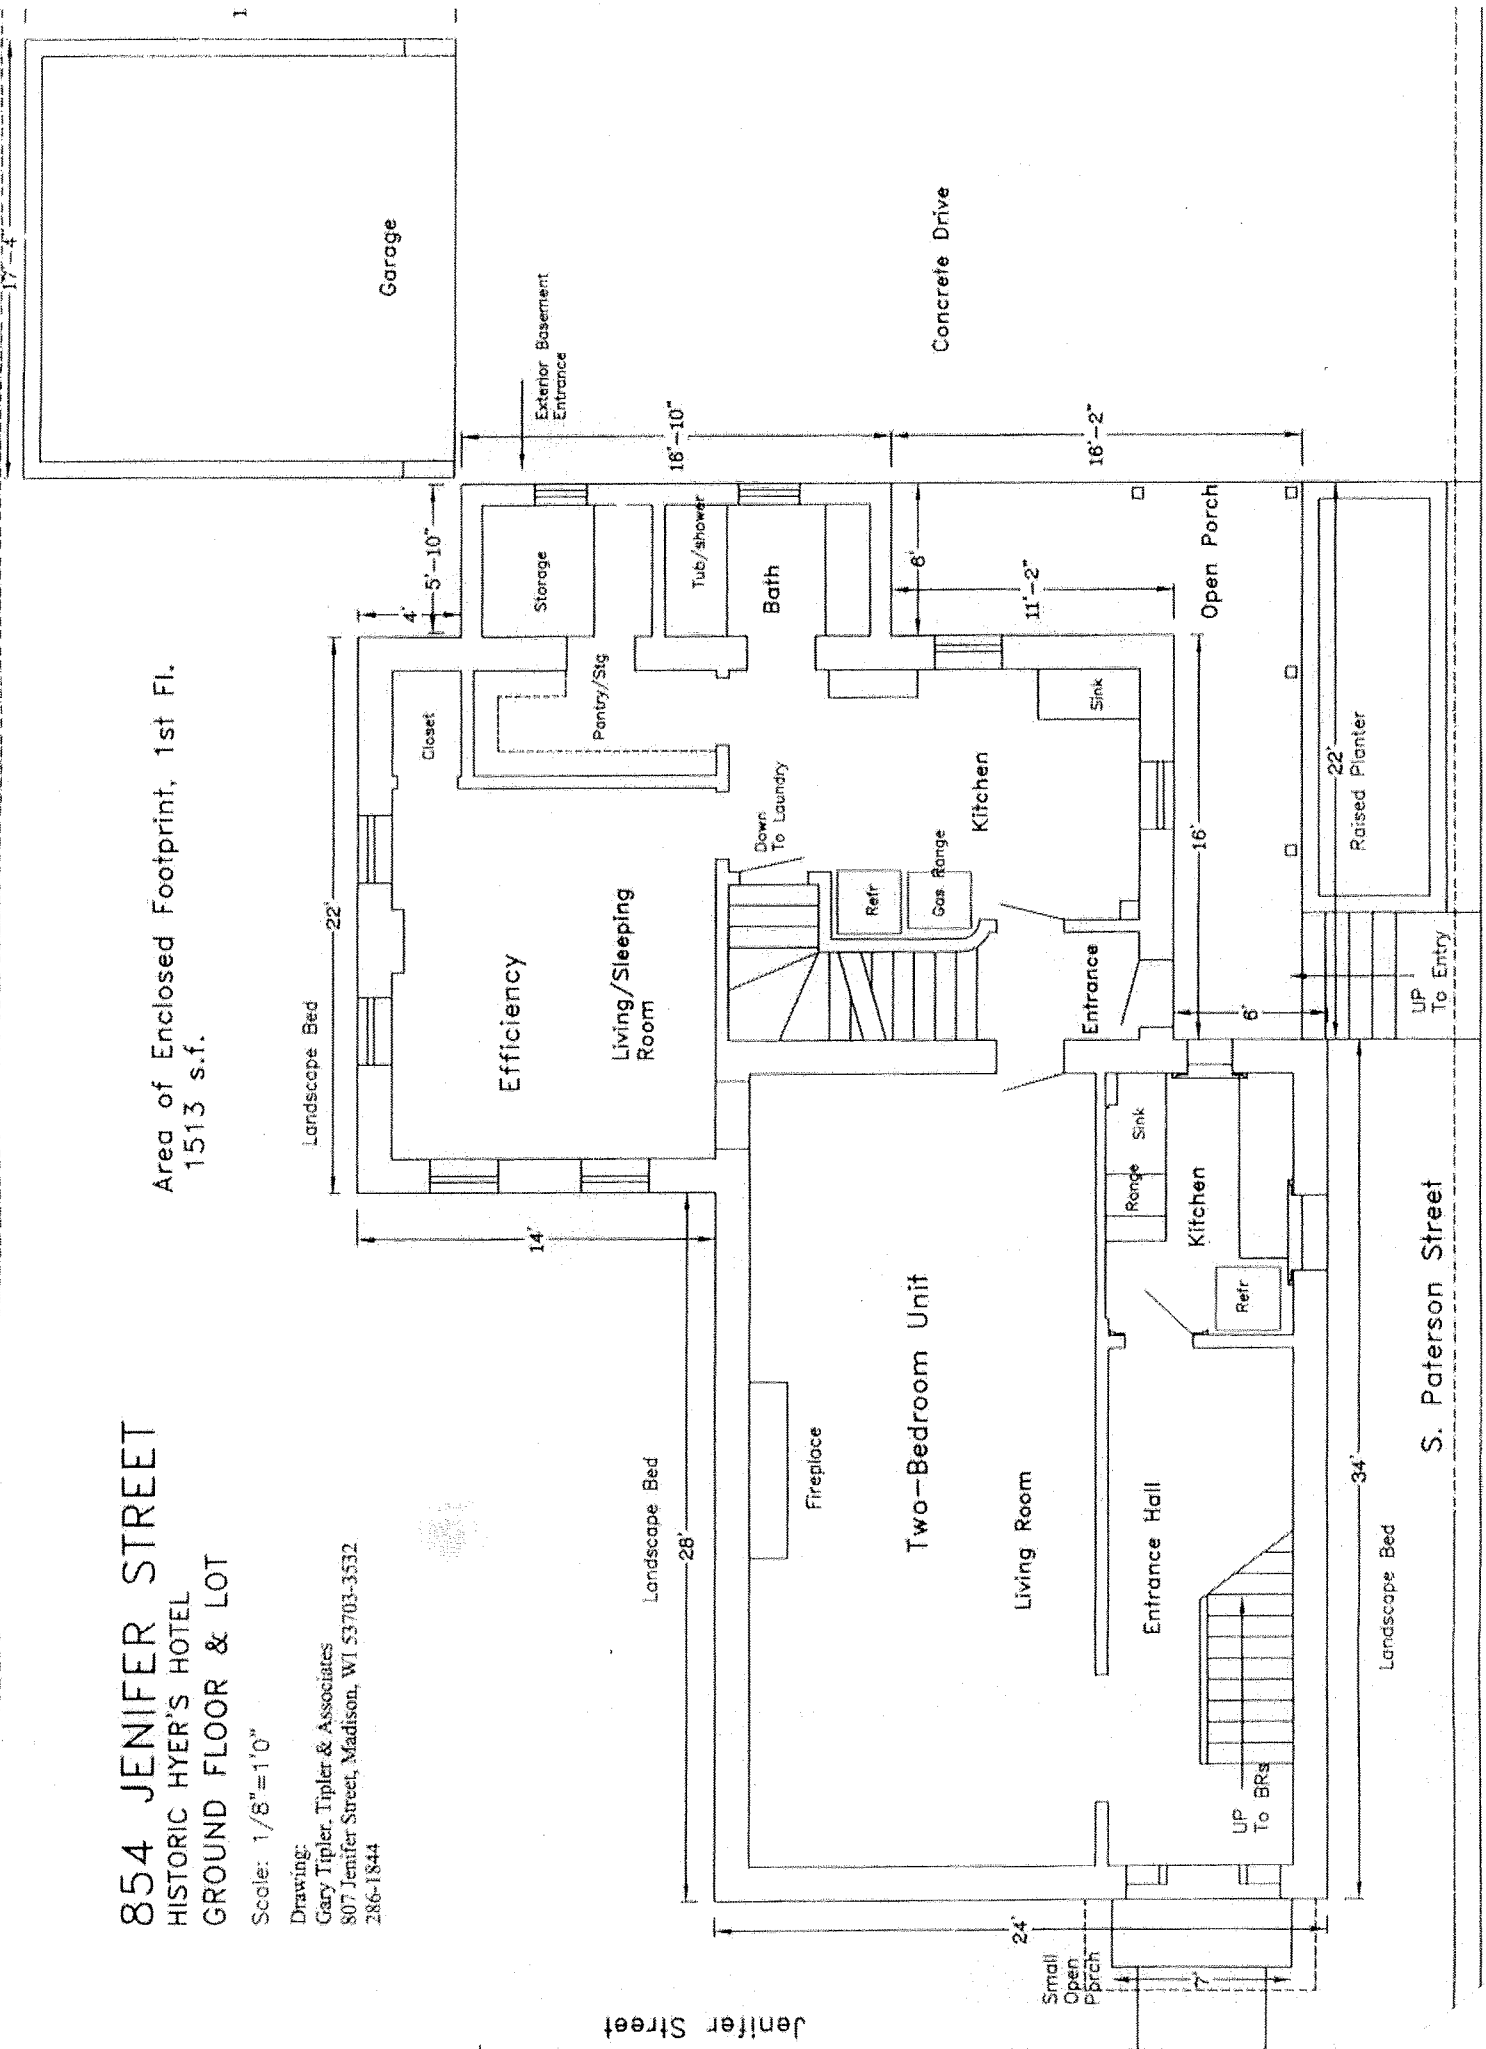 854 JENIFER STREET
HISTORIC HYER'S HOTEL
GROUND FLOOR & LOT
Scale: 1/8"=1'0"
Drawing:
Gary Tipler, Tipler & Associates
807 Jenifer Street, Madison, WI 53703-3532
286-1844
Area of Enclosed Footprint, 1st Fl.
1513 s.f.
17'-4"
Garage
Landscape Bed
22'
4'
5'-10"
Exterior Basement
Entrance
16'-10"
16'-2"
Concrete Drive
14'
Efficiency
Living/Sleeping
Room
Closet
Pantry/Stg
Storage
Tub/shower
Bath
6'
11'-2"
Open Porch
Down
To Laundry
Refr
Gas Range
Kitchen
Sink
Entrance
16'
22'
Raised Planter
6'
UP
To Entry
Landscape Bed
28'
Fireplace
Two-Bedroom Unit
Living Room
Range
Sink
Kitchen
Refr
Entrance Hall
UP
To BRs
34'
Landscape Bed
S. Paterson Street
24'
Small
Open
Porch
7'
Jenifer Street